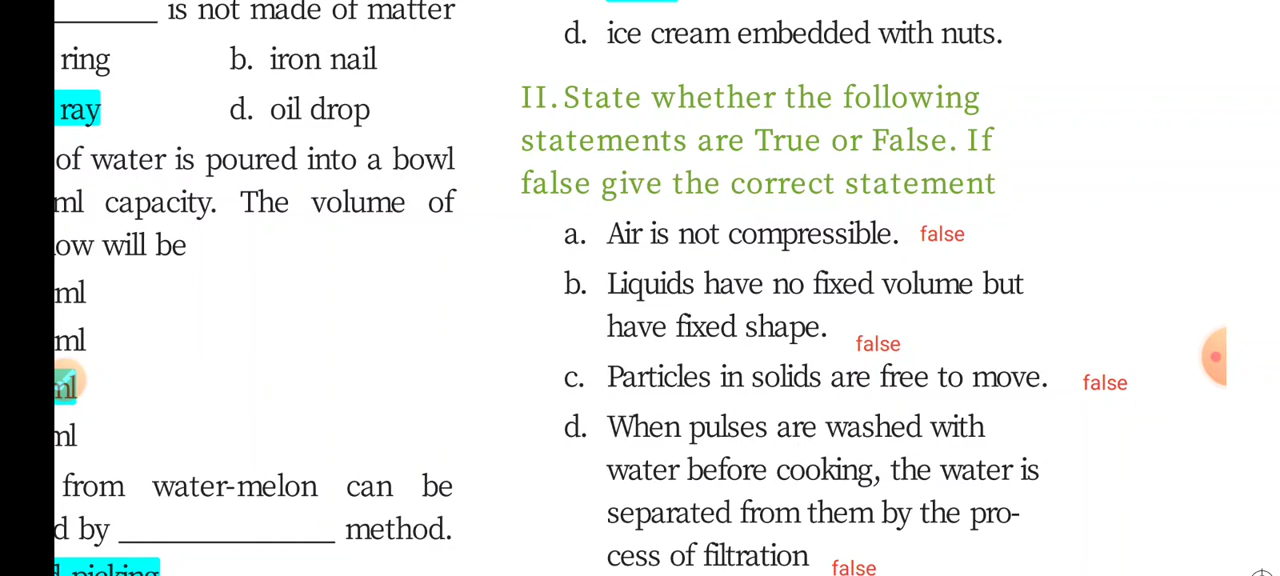 is not made of matter
ring b. iron nail
ray d. oil drop
of water is poured into a bowl
ml capacity. The volume of
ow will be
ml
ml
ml
ml
from water-melon can be
d by ______________ method.
picking
d. ice cream embedded with nuts.
II. State whether the following
statements are True or False. If
false give the correct statement
a. Air is not compressible. false
b. Liquids have no fixed volume but
have fixed shape. false
c. Particles in solids are free to move. false
d. When pulses are washed with
water before cooking, the water is
separated from them by the pro-
cess of filtration false